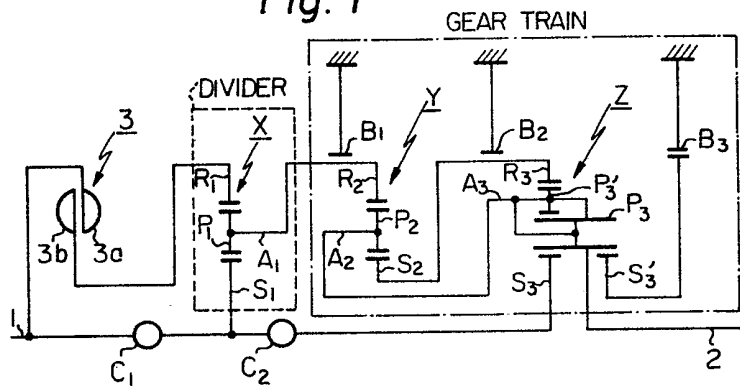 Fig. 1
GEAR TRAIN
DIVIDER
3
X
B1
Y
B2
Z
B3
R1
R2
R3
A3
P3'
P3
P1
A1
P2
A2
S2
3b
3a
S1
S3
S3'
1
2
C1
C2